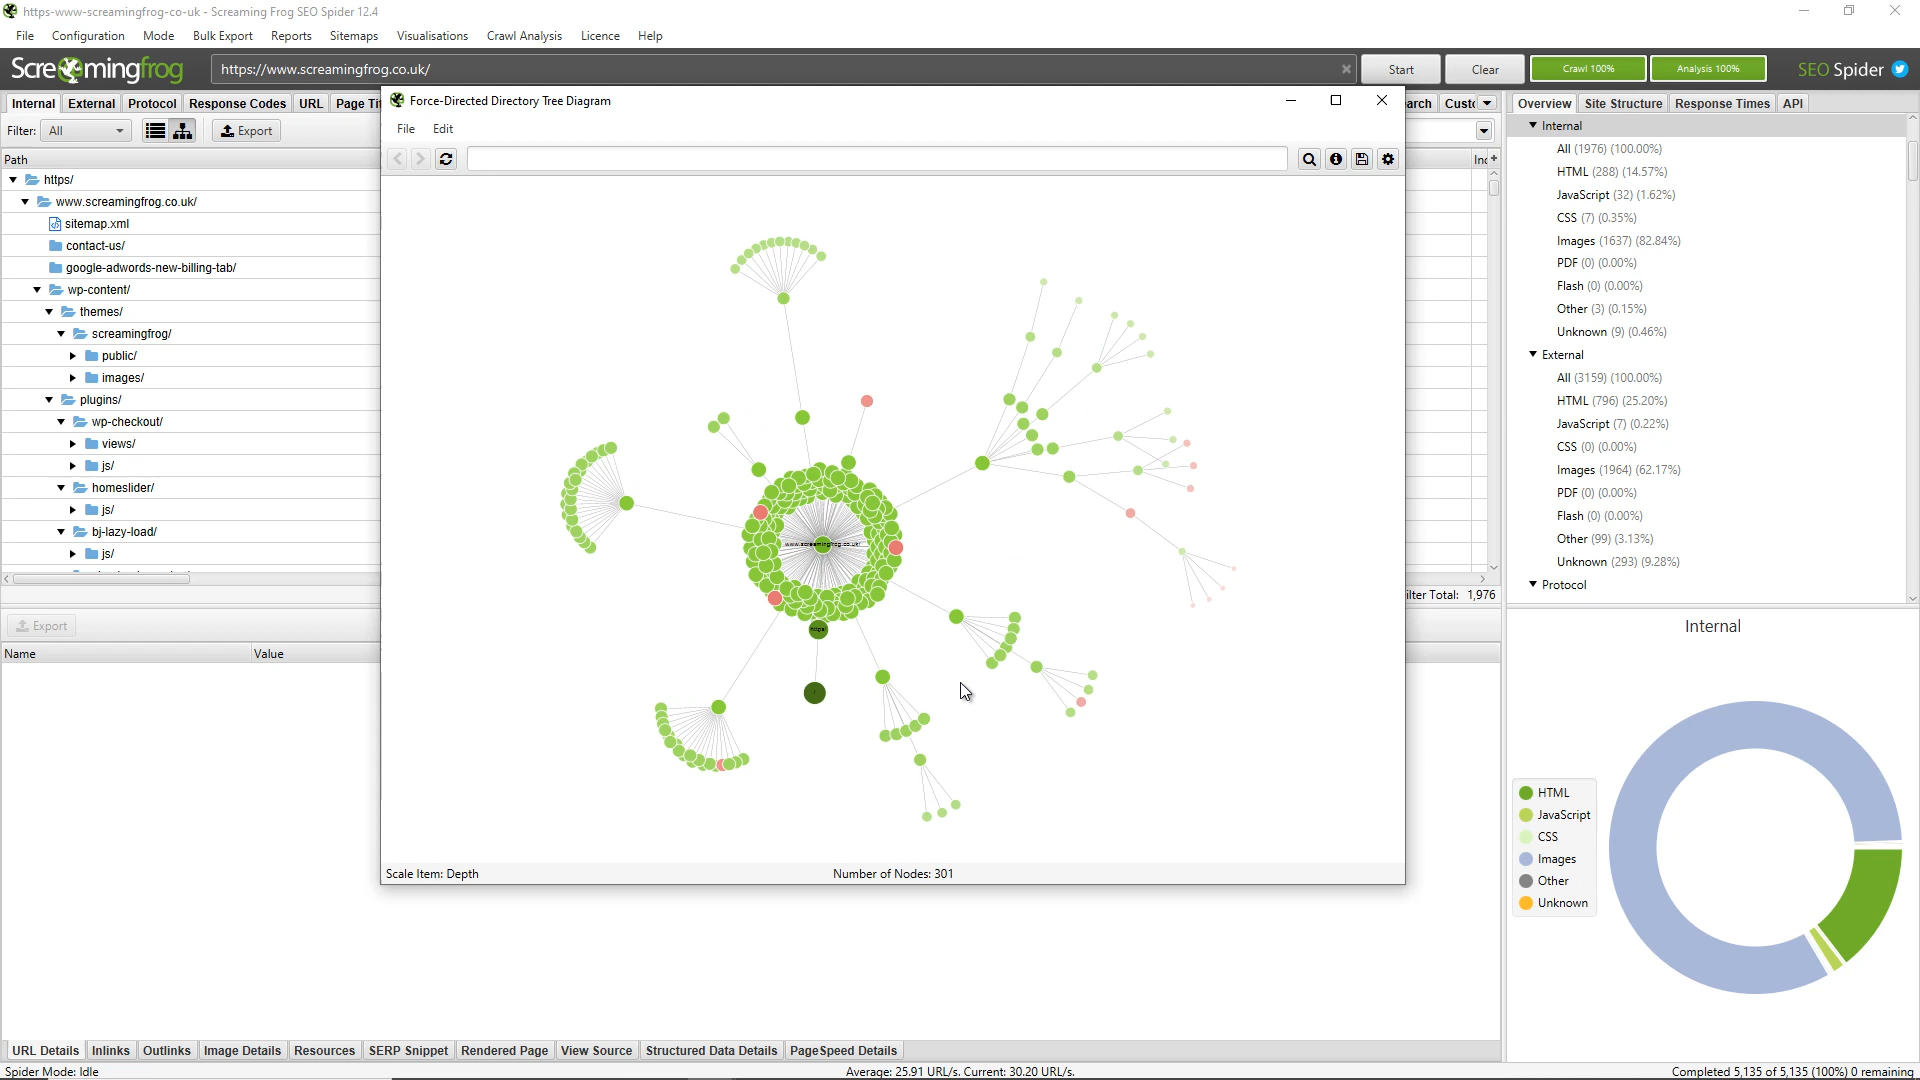 https-www-screamingfrog-co-uk - Screaming Frog SEO Spider 12.4
File Configuration Mode Bulk Export Reports Sitemaps Visualisations Crawl Analysis Licence Help
Screamingfrog https://www.screamingfrog.co.uk/ Start Clear Crawl 100% Analysis 100% SEO Spider
Internal External Protocol Response Codes URL Page Tit
Filter: All Export
Path
https/
www.screamingfrog.co.uk/
sitemap.xml
contact-us/
google-adwords-new-billing-tab/
wp-content/
themes/
screamingfrog/
public/
images/
plugins/
wp-checkout/
views/
js/
homeslider/
js/
bj-lazy-load/
js/
Export
Name Value
Force-Directed Directory Tree Diagram
File Edit
www.screamingfrog.co.uk/
https/
/
Scale Item: Depth Number of Nodes: 301
earch Custo
Inc
ilter Total: 1,976
Overview Site Structure Response Times API
Internal
All (1976) (100.00%)
HTML (288) (14.57%)
JavaScript (32) (1.62%)
CSS (7) (0.35%)
Images (1637) (82.84%)
PDF (0) (0.00%)
Flash (0) (0.00%)
Other (3) (0.15%)
Unknown (9) (0.46%)
External
All (3159) (100.00%)
HTML (796) (25.20%)
JavaScript (7) (0.22%)
CSS (0) (0.00%)
Images (1964) (62.17%)
PDF (0) (0.00%)
Flash (0) (0.00%)
Other (99) (3.13%)
Unknown (293) (9.28%)
Protocol
Internal
HTML
JavaScript
CSS
Images
Other
Unknown
URL Details Inlinks Outlinks Image Details Resources SERP Snippet Rendered Page View Source Structured Data Details PageSpeed Details
Spider Mode: Idle Average: 25.91 URL/s. Current: 30.20 URL/s. Completed 5,135 of 5,135 (100%) 0 remaining